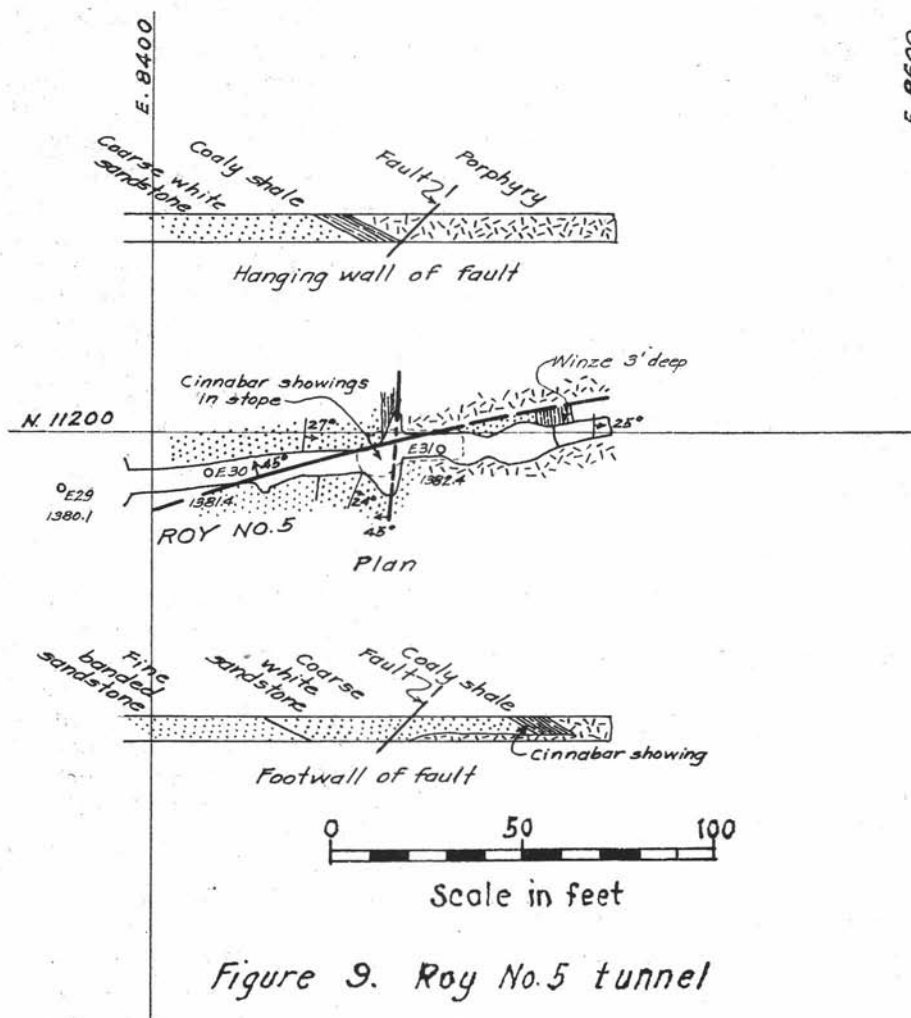 E. 8400
E. 8600
Coarse white
sandstone
Coaly shale
Fault
Porphyry
Hanging wall of fault
Cinnabar showings
in stope
Winze 3' deep
N. 11200
27°
25°
E31
E30
45°
E29
1380.1
1381.4
24°
1382.4
45°
ROY NO. 5
Plan
Fine
banded
sandstone
Coarse
white
sandstone
Fault
Coaly shale
Cinnabar showing
Footwall of fault
0 50 100
Scale in feet
Figure 9. Roy No. 5 tunnel